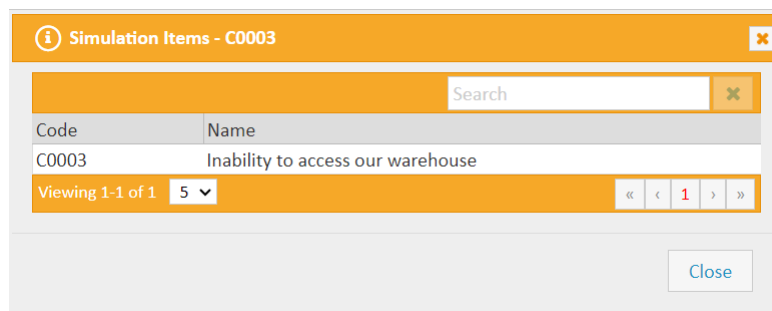 Simulation Items - C0003
Search
Code Name
C0003 Inability to access our warehouse
Viewing 1-1 of 1 5 « ‹ 1 › »
Close